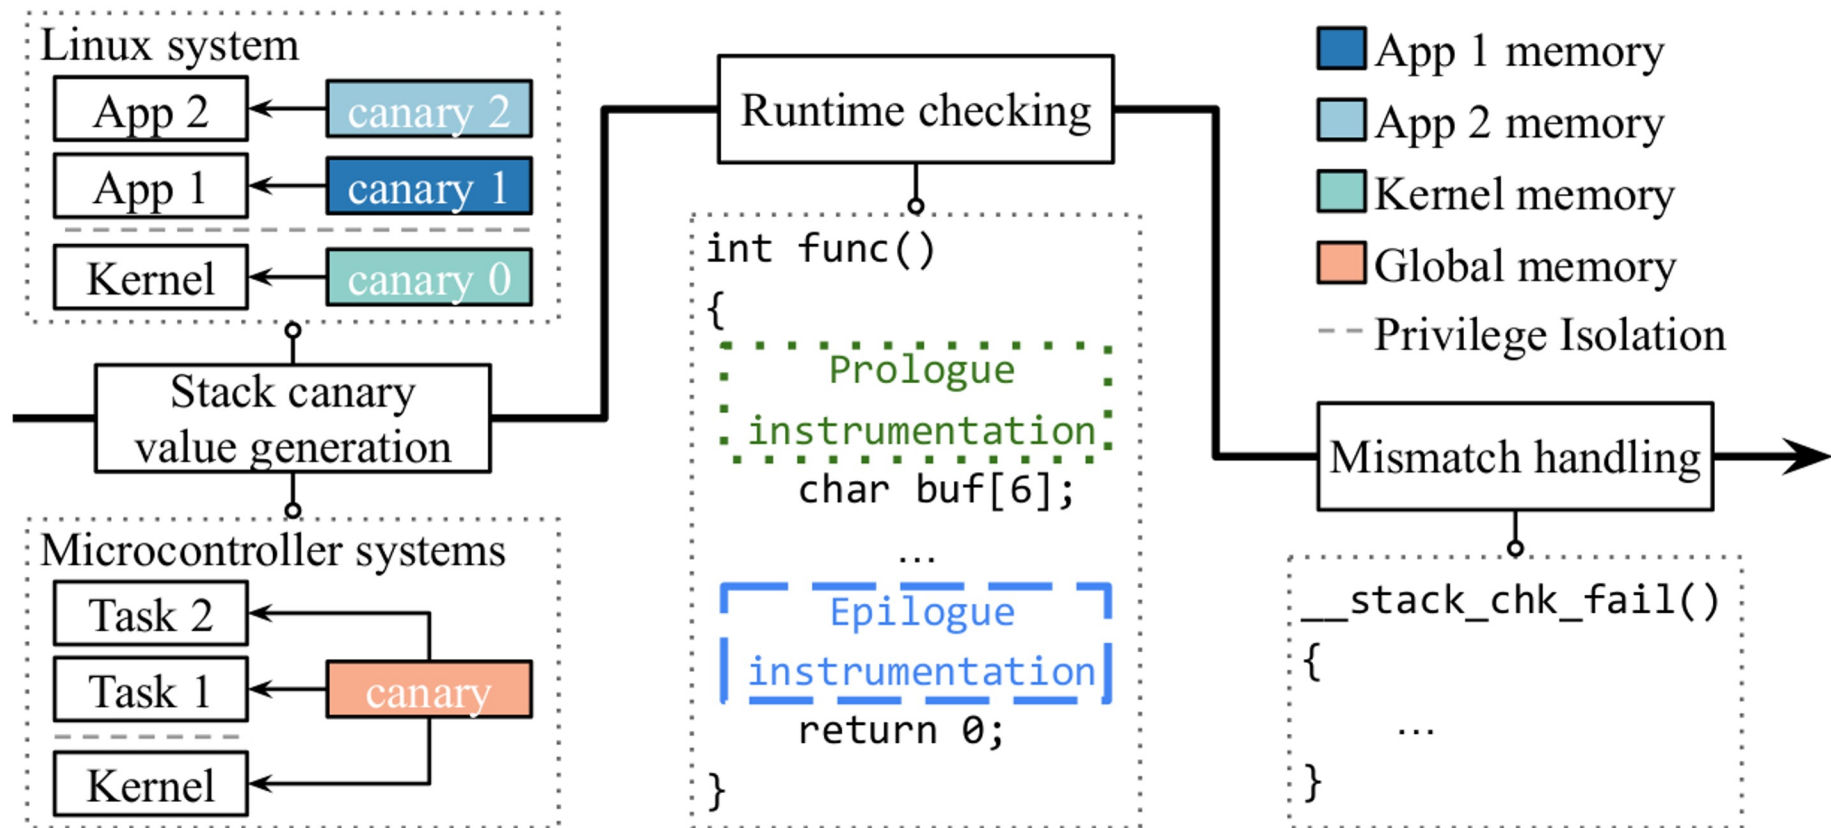 Linux system
App 2
canary 2
App 1
canary 1
Kernel
canary 0
Stack canary
value generation
Microcontroller systems
Task 2
Task 1
canary
Kernel
Runtime checking
int func()
{
Prologue
instrumentation
char buf[6];
...
Epilogue
instrumentation
return 0;
}
App 1 memory
App 2 memory
Kernel memory
Global memory
Privilege Isolation
Mismatch handling
__stack_chk_fail()
{
...
}